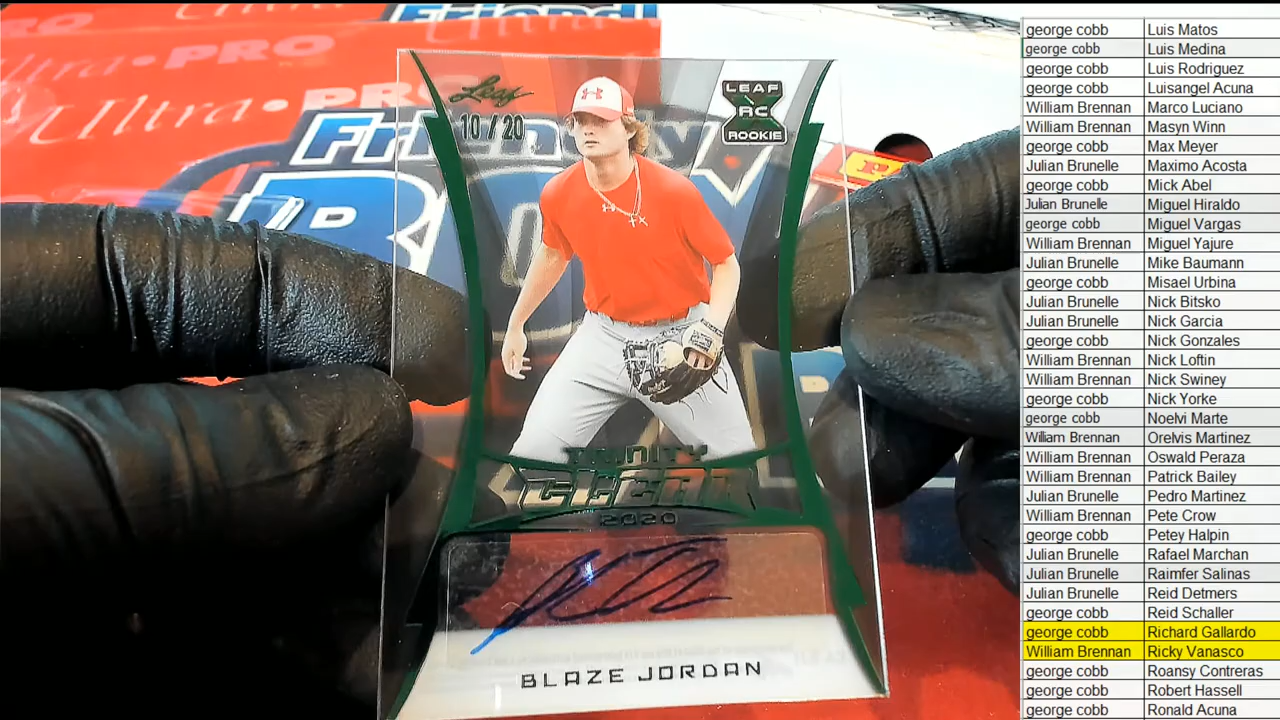 Friendly
PRO
Ultra·PRO
Ultra·PRO
Friendly
Leaf
10 / 20
LEAF
RC
ROOKIE
TRINITY
CLEAR
2020
BLAZE JORDAN
george cobb Luis Matos
george cobb Luis Medina
george cobb Luis Rodriguez
george cobb Luisangel Acuna
William Brennan Marco Luciano
William Brennan Masyn Winn
george cobb Max Meyer
Julian Brunelle Maximo Acosta
george cobb Mick Abel
Julian Brunelle Miguel Hiraldo
george cobb Miguel Vargas
William Brennan Miguel Yajure
Julian Brunelle Mike Baumann
george cobb Misael Urbina
Julian Brunelle Nick Bitsko
Julian Brunelle Nick Garcia
george cobb Nick Gonzales
William Brennan Nick Loftin
William Brennan Nick Swiney
george cobb Nick Yorke
george cobb Noelvi Marte
William Brennan Orelvis Martinez
William Brennan Oswald Peraza
William Brennan Patrick Bailey
Julian Brunelle Pedro Martinez
William Brennan Pete Crow
george cobb Petey Halpin
Julian Brunelle Rafael Marchan
Julian Brunelle Raimfer Salinas
Julian Brunelle Reid Detmers
george cobb Reid Schaller
george cobb Richard Gallardo
William Brennan Ricky Vanasco
george cobb Roansy Contreras
george cobb Robert Hassell
george cobb Ronald Acuna